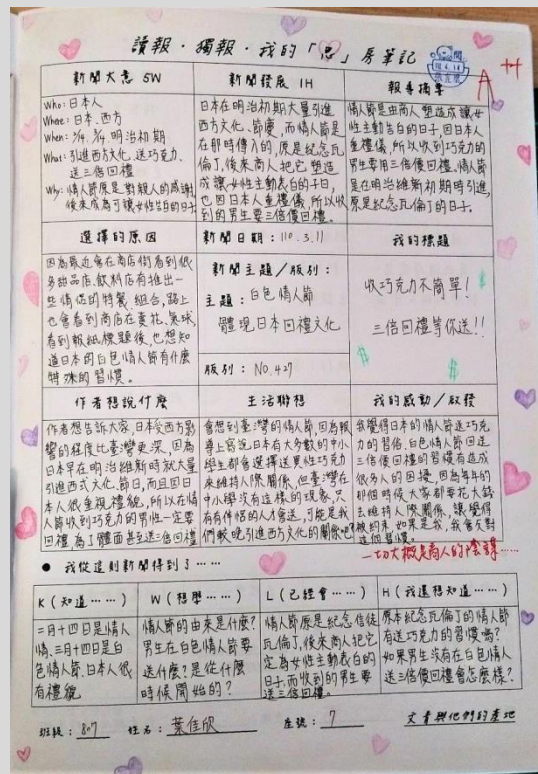 讀報·獨報·我的「思」房筆記
A++
新聞大意 5W
Who: 日本人
Where: 日本、西方
When: 2/14、3/14 明治初期
What: 引進西方文化、送巧克力、
送三倍回禮
Why: 情人節原是對親人的感謝
後來成為可讓女性告白的日子
新聞發展 1H
日本在明治初期大量引進
西方文化、節慶,而情人節是
在那時傳入的,原是紀念瓦
倫丁,後來商人把它塑造
成讓女性主動表白的子日,
也因日本人重禮儀,所以收
到的男生要三倍償回禮。
報導摘要
情人節是由商人塑造成讓女
性主動告白的日子,因日本人
重禮儀,所以收到巧克力的
男生要用三倍償回禮。情人節
是在明治維新初期時引進,
原是紀念瓦倫丁的日子。
選擇的原因
因為最近會在商店街看到很
多甜品店、飲料店有推出一
些情侶的特餐、組合,路上
也會看到商店在賣花、氣球,
看到報紙標題後,也想知
道日本的白色情人節有什麼
特殊的習慣。
新聞日期:110.3.11
新聞主題/版別:
主題:白色情人節
體現日本回禮文化
版別:NO.427
我的標題
收巧克力不簡單!
三倍回禮等你送!!
作者想說什麼
作者想告訴大家,日本受西方影
響的程度比臺灣更深,因為
日本早在明治維新時就大量
引進西式文化、節日,而且因日
本人很重視禮貌,所以在情
人節收到巧克力的男性一定要
回禮,為了體面甚至送三倍回禮
生活聯想
會想到臺灣的情人節,因為報
導上寫說日本有大多數的中小
學生都會選擇送異性巧克力
來維持人際關係,但臺灣在
中小學沒有這樣的現象,只
有有伴侶的人才會送,可能是我
們較晚引進西方文化的關係吧
我的感動/啟發
我覺得日本的情人節送巧克
力的習俗,白色情人節回送
三倍償回禮的習慣有造成
很多人的困擾,因為每年的
那個時候大家都要花大錢
去維持人際關係,讓覺得
被約束,如果是我,我會反對
這個習慣。
一切大概是商人的陰謀……
● 我從這則新聞得到了……
K(知道……)
二月十四日是情人
情、三月十四日是白
色情人節、日本人很
有禮貌
W(想學……)
情人節的由來是什麼?
男生在白色情人節要
送什麼?是從什麼
時候開始的?
L(已經會……)
情人節原是紀念信徒
瓦倫丁,後來商人把它
定為女性主動表白的
日子,而收到的男生要
送三倍回禮。
H(我還想知道……)
原本紀念瓦倫丁的情人節
有送巧克力的習慣嗎?
如果男生沒有在白色情人
送三倍償回禮會怎麼樣?
班級:807 姓名:葉佳欣 座號:7 文青與他們的產地